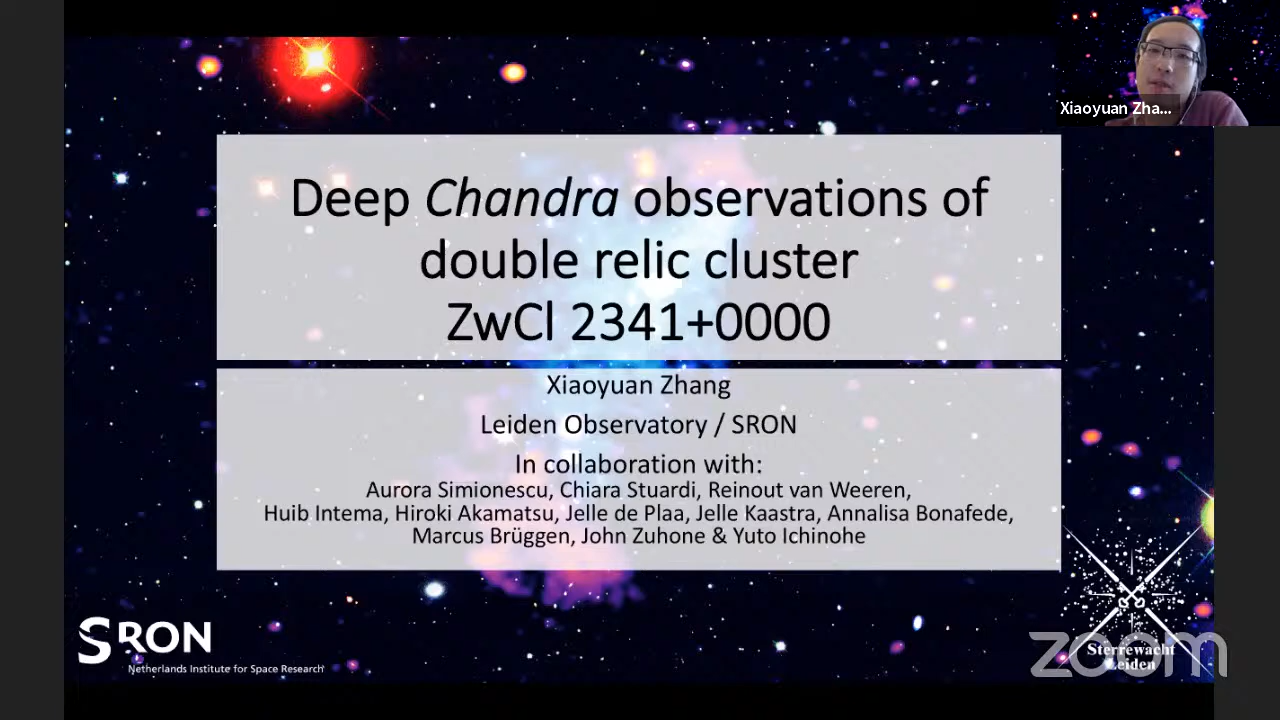 Xiaoyuan Zha...
Deep Chandra observations of
double relic cluster
ZwCl 2341+0000
Xiaoyuan Zhang
Leiden Observatory / SRON
In collaboration with:
Aurora Simionescu, Chiara Stuardi, Reinout van Weeren,
Huib Intema, Hiroki Akamatsu, Jelle de Plaa, Jelle Kaastra, Annalisa Bonafede,
Marcus Brüggen, John Zuhone & Yuto Ichinohe
SRON
Netherlands Institute for Space Research
zoom
Sterrewacht
Leiden